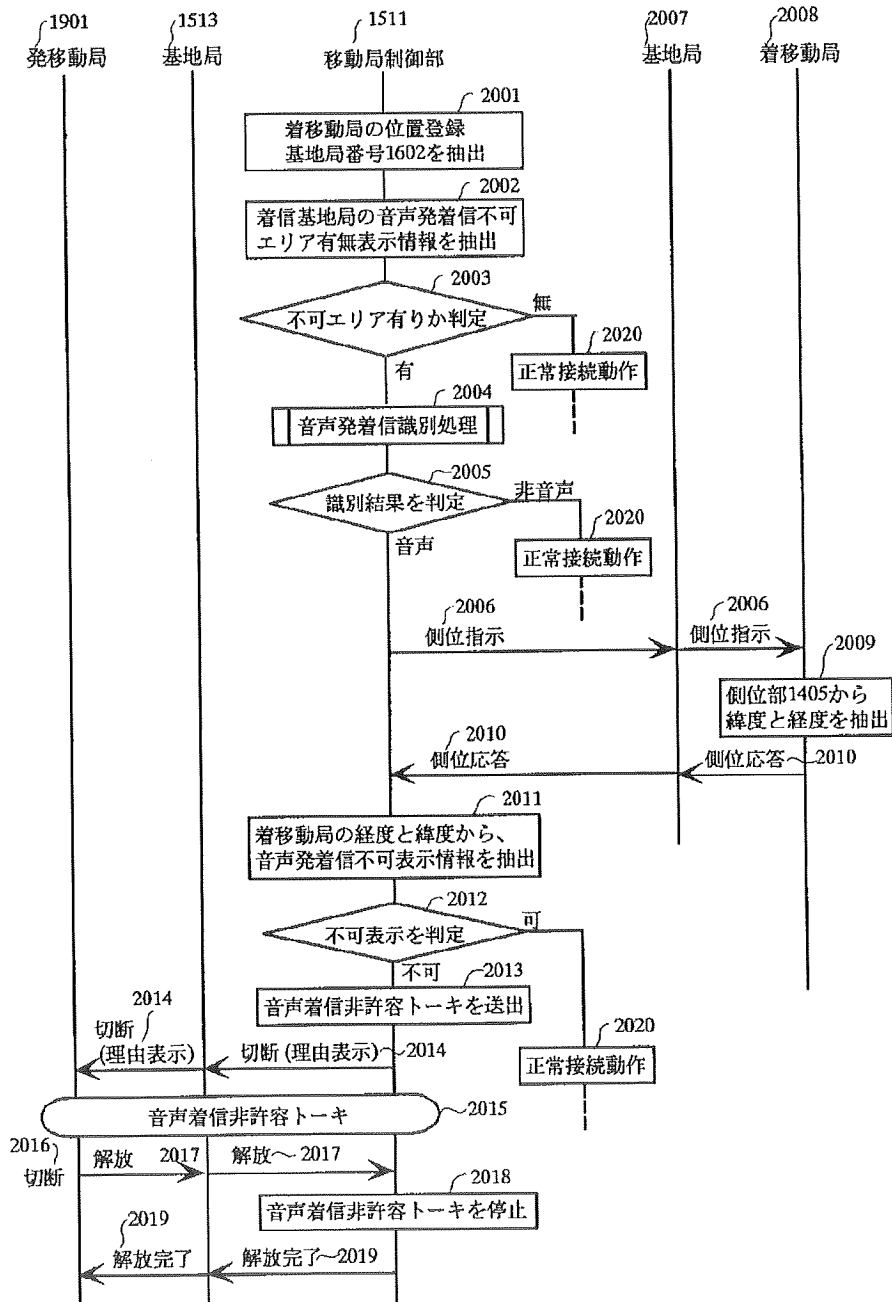 1901
1513
1511
2007
2008
発移動局
基地局
移動局制御部
基地局
着移動局
2001
着移動局の位置登録
基地局番号1602を抽出
2002
着信基地局の音声発着信不可
エリア有無表示情報を抽出
2003
不可エリア有りか判定
無
2020
正常接続動作
有
2004
音声発着信識別処理
2005
識別結果を判定
非音声
2020
正常接続動作
音声
2006
側位指示
2006
側位指示
2009
側位部1405から
緯度と経度を抽出
2010
側位応答
側位応答
2010
2011
着移動局の経度と緯度から、
音声発着信不可表示情報を抽出
2012
不可表示を判定
可
不可
2013
音声着信非許容トーキを送出
2020
正常接続動作
2014
切断
(理由表示)
切断 (理由表示)
2014
音声着信非許容トーキ
2015
2016
切断
解放
2017
解放
2017
2018
音声着信非許容トーキを停止
2019
解放完了
解放完了
2019